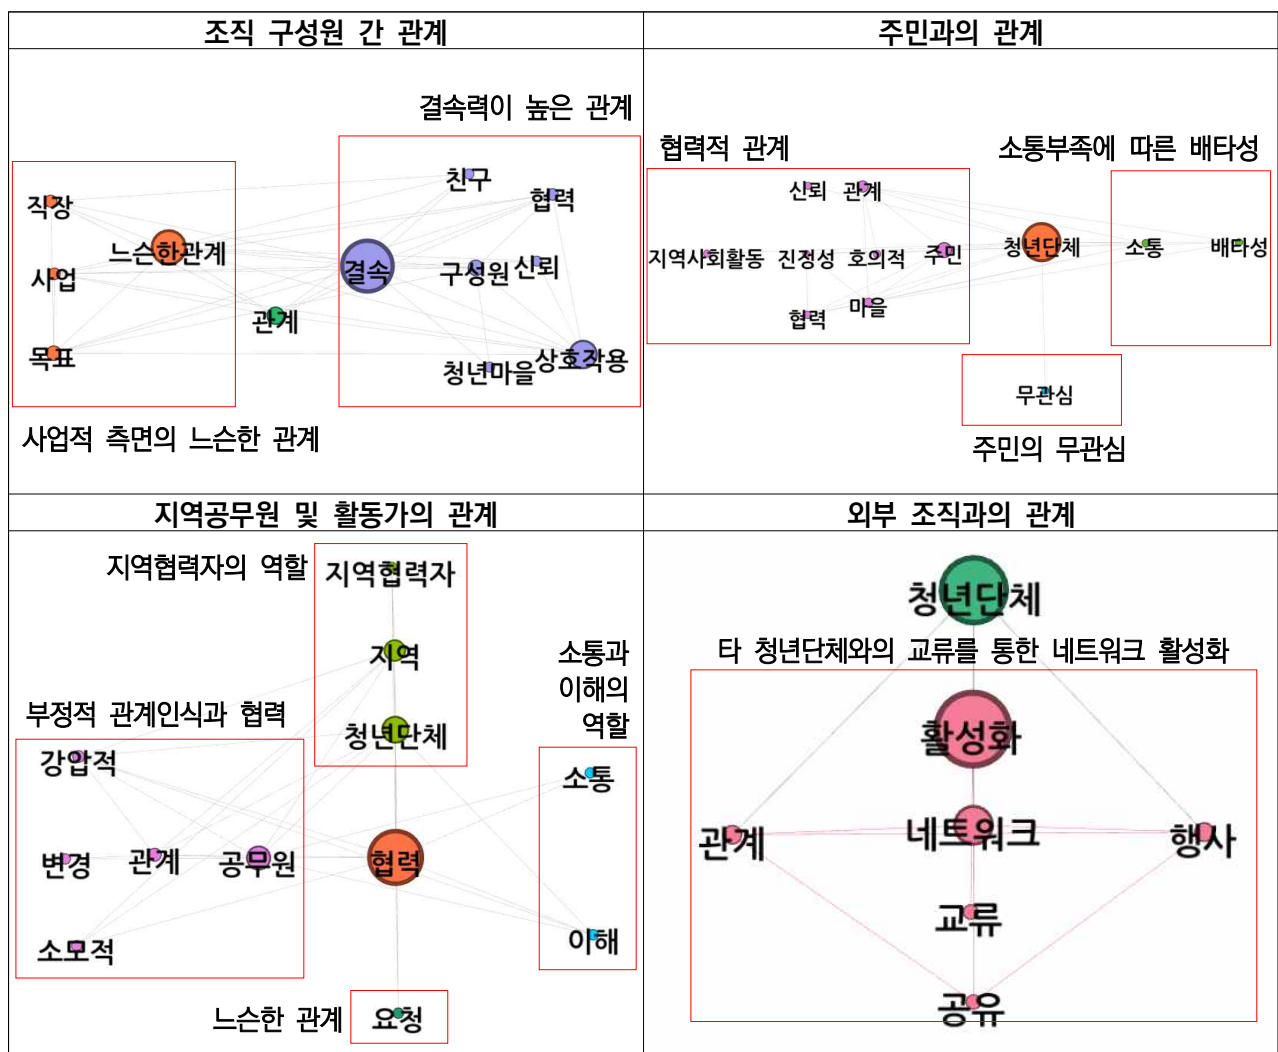 조직 구성원 간 관계
결속력이 높은 관계
친구
직장
협력
느슨한관계
결속
구성원
신뢰
사업
관계
목표
청년마을
상호작용
사업적 측면의 느슨한 관계
주민과의 관계
협력적 관계
소통부족에 따른 배타성
신뢰
관계
지역사회활동
진정성
호의적
주민
청년단체
소통
배타성
협력
마을
무관심
주민의 무관심
지역공무원 및 활동가의 관계
지역협력자의 역할
지역협력자
지역
소통과
이해의
역할
부정적 관계인식과 협력
청년단체
강압적
소통
변경
관계
공무원
협력
소모적
이해
느슨한 관계
요청
외부 조직과의 관계
청년단체
타 청년단체와의 교류를 통한 네트워크 활성화
활성화
관계
네트워크
행사
교류
공유